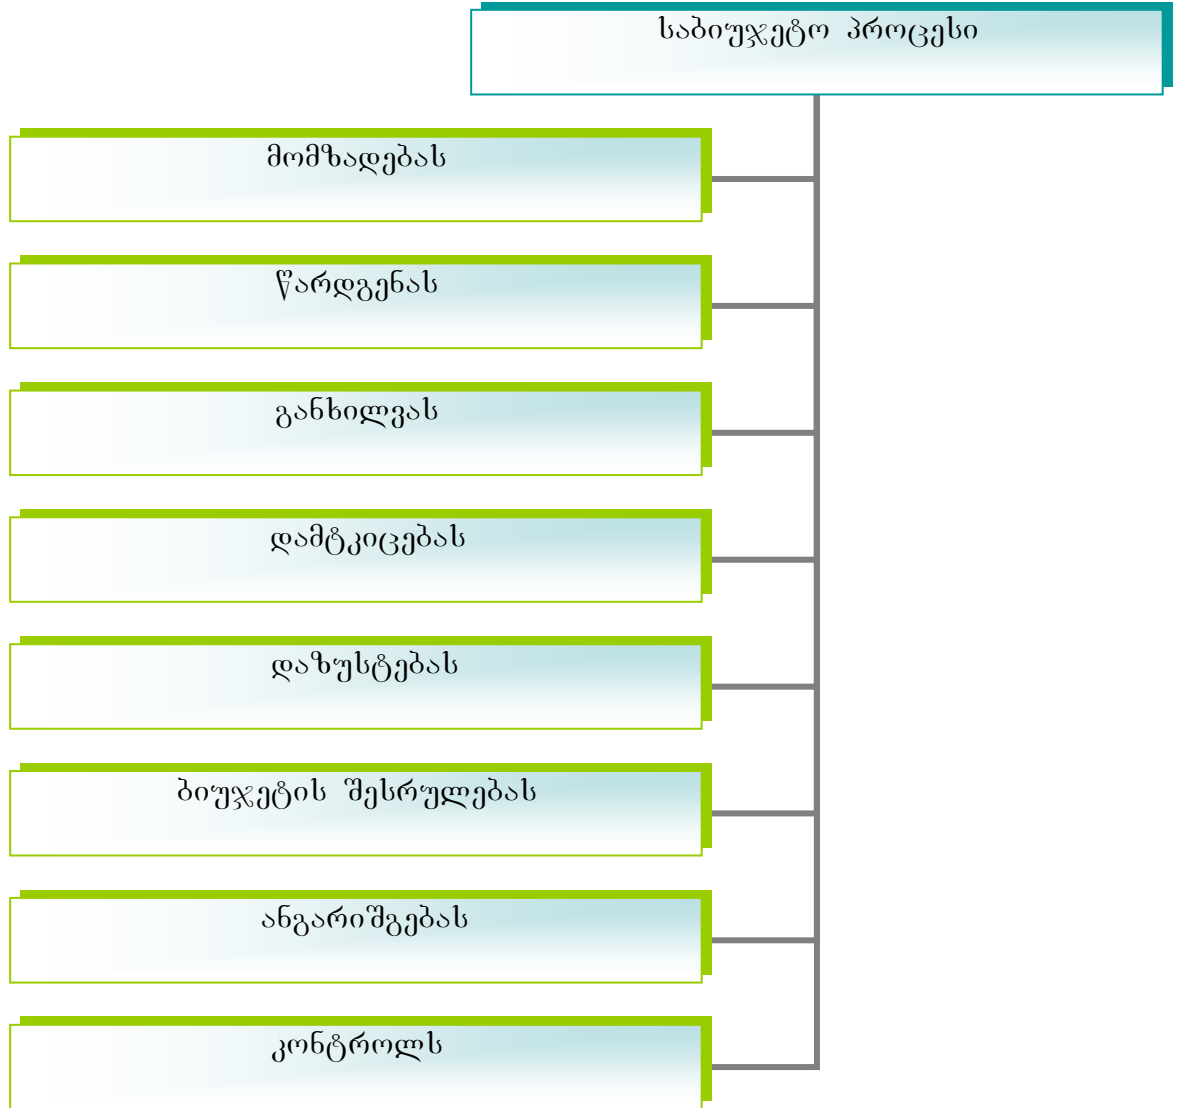 საბიუჯეტო პროცესი
მომზადებას
წარდგენას
განხილვას
დამტკიცებას
დაზუსტებას
ბიუჯეტის შესრულებას
ანგარიშგებას
კონტროლს